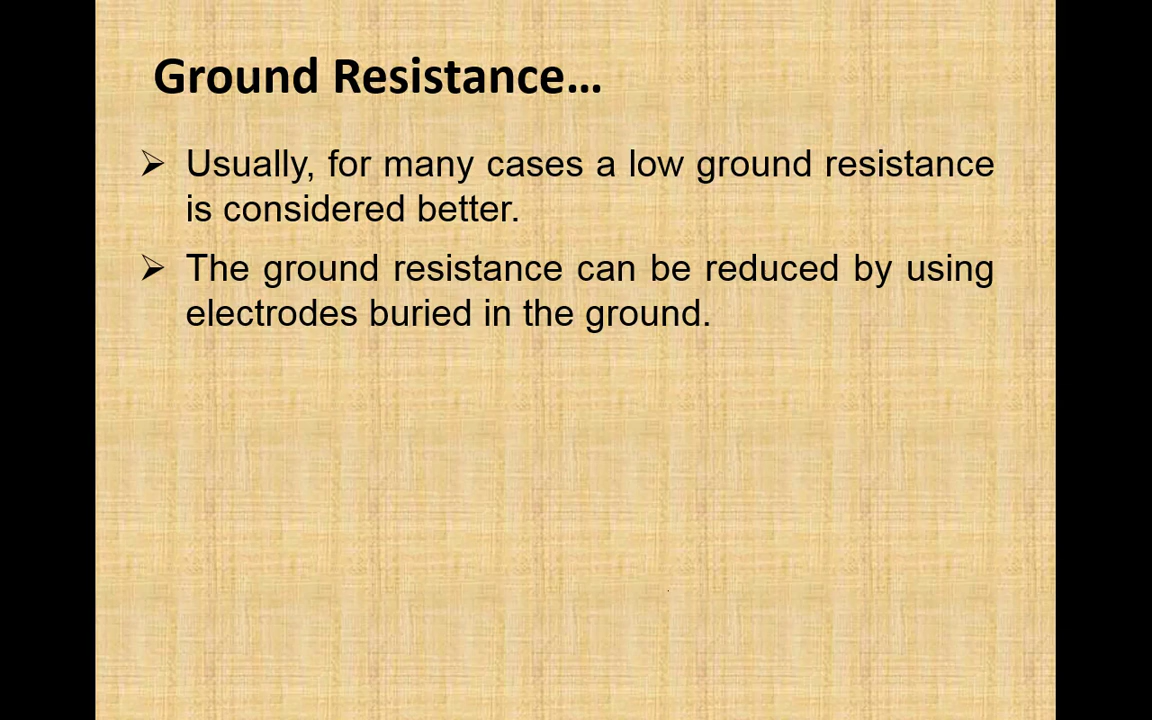 Ground Resistance…
➢ Usually, for many cases a low ground resistance
is considered better.
➢ The ground resistance can be reduced by using
electrodes buried in the ground.